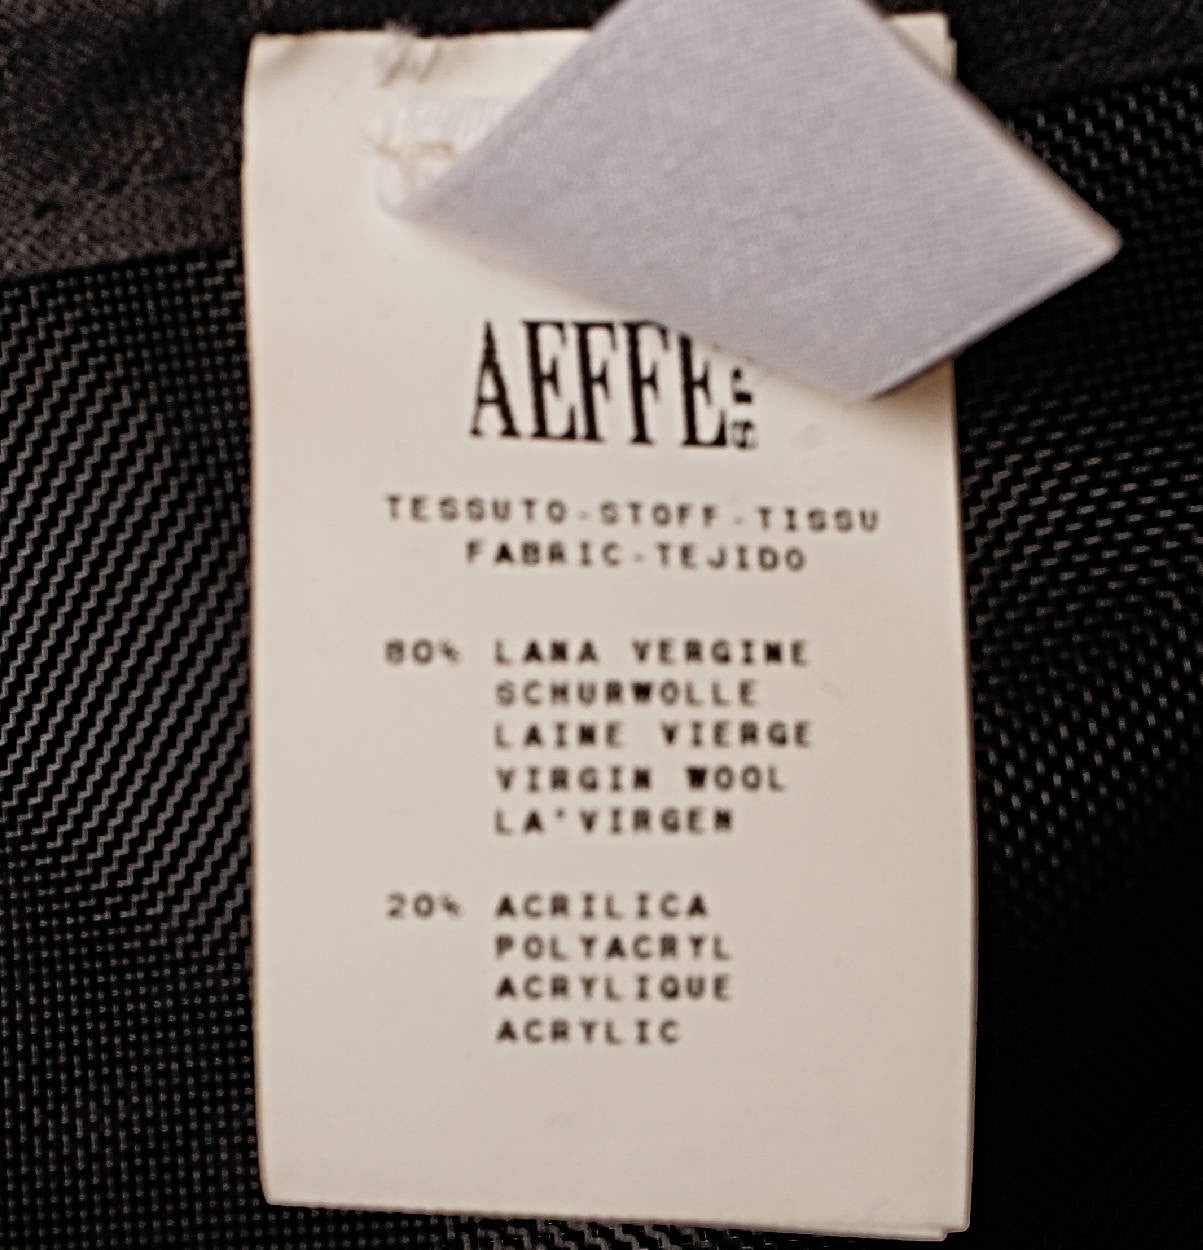 AEFFE
TESSUTO-STOFF-TISSU
FABRIC-TEJIDO
80% LANA VERGINE
SCHURWOLLE
LAINE VIERGE
VIRGIN WOOL
LA'VIRGEN
20% ACRILICA
POLYACRYL
ACRYLIQUE
ACRYLIC